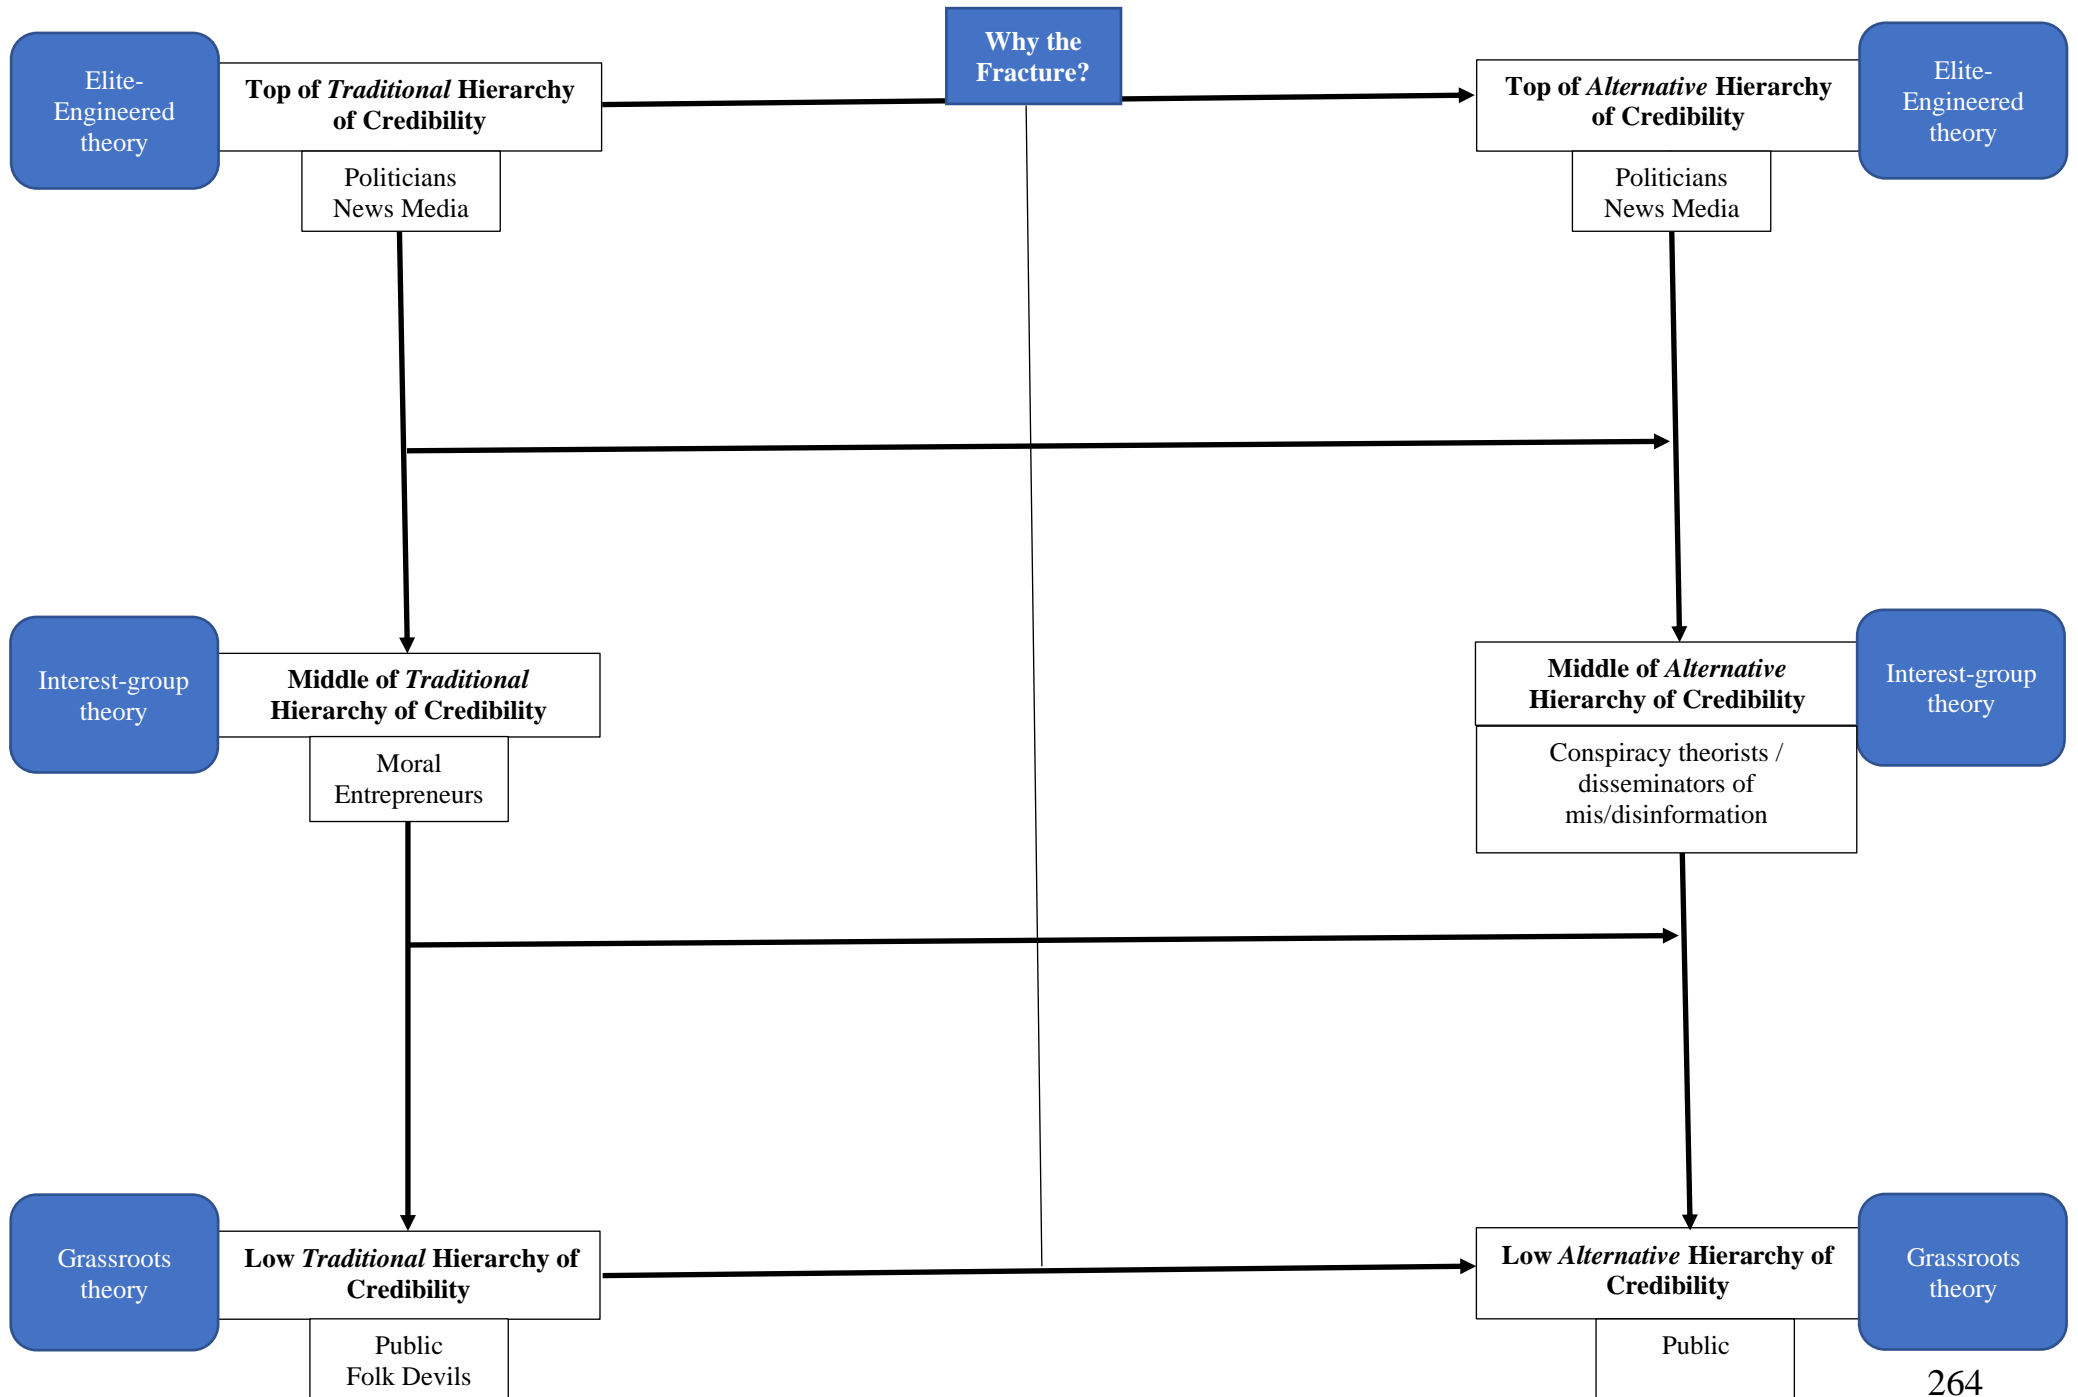 Why the
Fracture?
Elite-
Engineered
theory
Top of Traditional Hierarchy
of Credibility
Politicians
News Media
Top of Alternative Hierarchy
of Credibility
Politicians
News Media
Elite-
Engineered
theory
Interest-group
theory
Middle of Traditional
Hierarchy of Credibility
Moral
Entrepreneurs
Middle of Alternative
Hierarchy of Credibility
Conspiracy theorists /
disseminators of
mis/disinformation
Interest-group
theory
Grassroots
theory
Low Traditional Hierarchy of
Credibility
Public
Folk Devils
Low Alternative Hierarchy of
Credibility
Public
Grassroots
theory
264